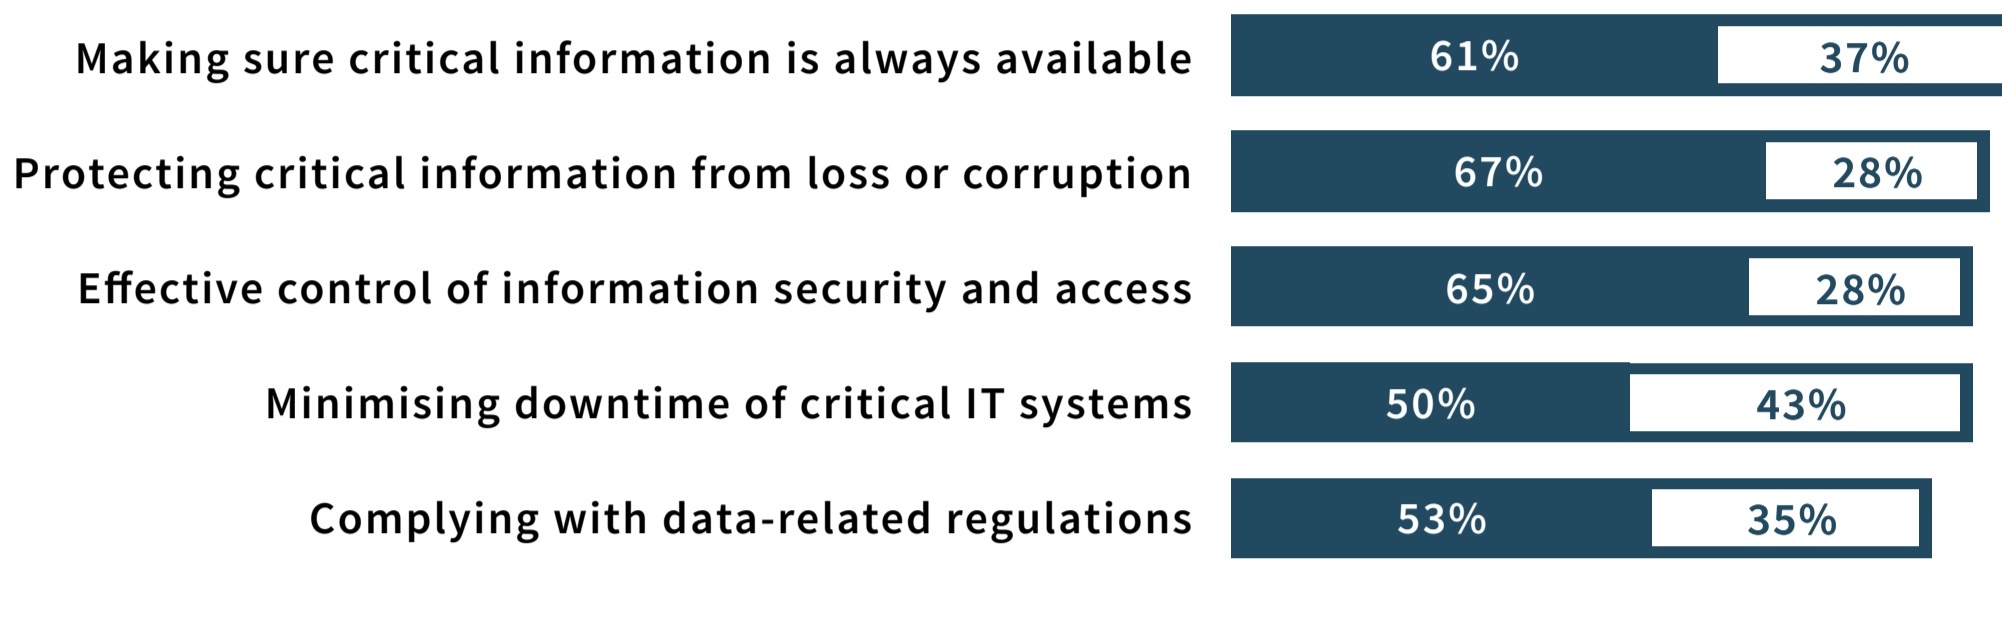 Making sure critical information is always available 61% 37%
Protecting critical information from loss or corruption 67% 28%
Effective control of information security and access 65% 28%
Minimising downtime of critical IT systems 50% 43%
Complying with data-related regulations 53% 35%